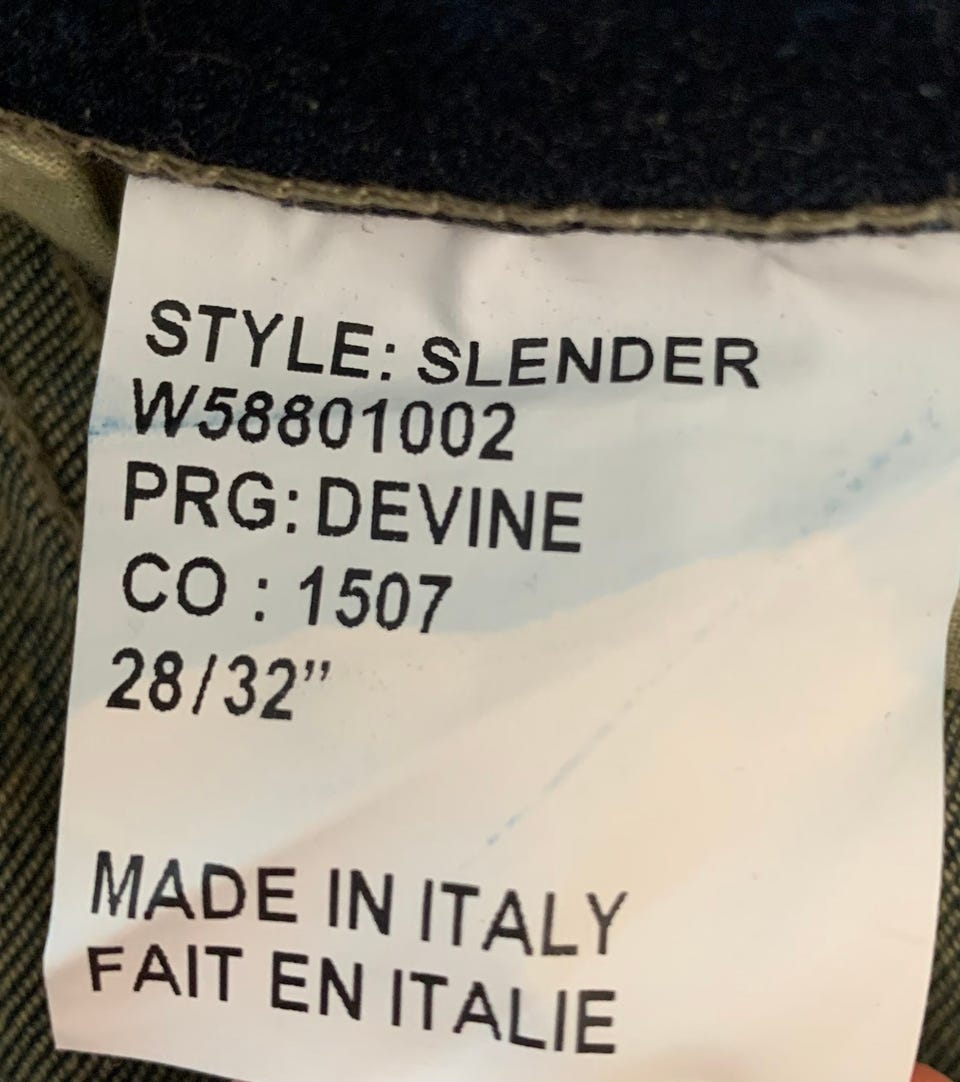 STYLE: SLENDER
W58801002
PRG: DEVINE
CO : 1507
28/32”
MADE IN ITALY
FAIT EN ITALIE